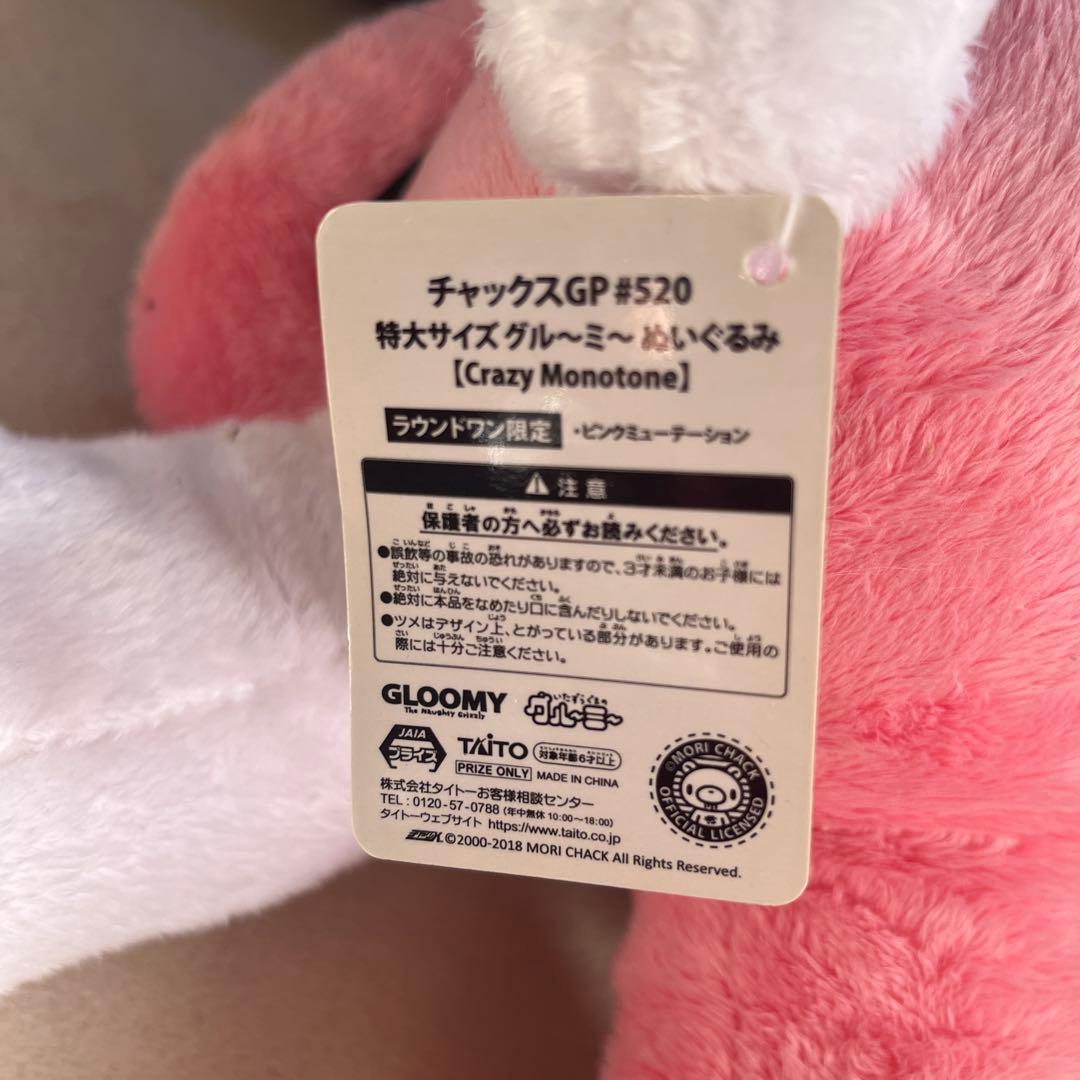 チャックスGP #520
特大サイズ グル〜ミ〜 ぬいぐるみ
【Crazy Monotone】
ラウンドワン限定 ・ピンクミューテーション
注意
保護者の方へ必ずお読みください。
●誤飲等の事故の恐れがありますので、3才未満のお子様には
絶対に与えないでください。
●絶対に本品をなめたり口に含んだりしないでください。
●ツメはデザイン上、とがっている部分があります。ご使用の
際には十分ご注意ください。
GLOOMY
The Naughty Grizzly
いたずらぐまの
グル〜ミ〜
JAIA
プライズ
TAITO
対象年齢6才以上
PRIZE ONLY MADE IN CHINA
株式会社タイトーお客様相談センター
TEL : 0120-57-0788 (年中無休 10:00〜18:00)
タイトーウェブサイト https://www.taito.co.jp
©2000-2018 MORI CHACK All Rights Reserved.
©MORI CHACK
OFFICIAL LICENSED